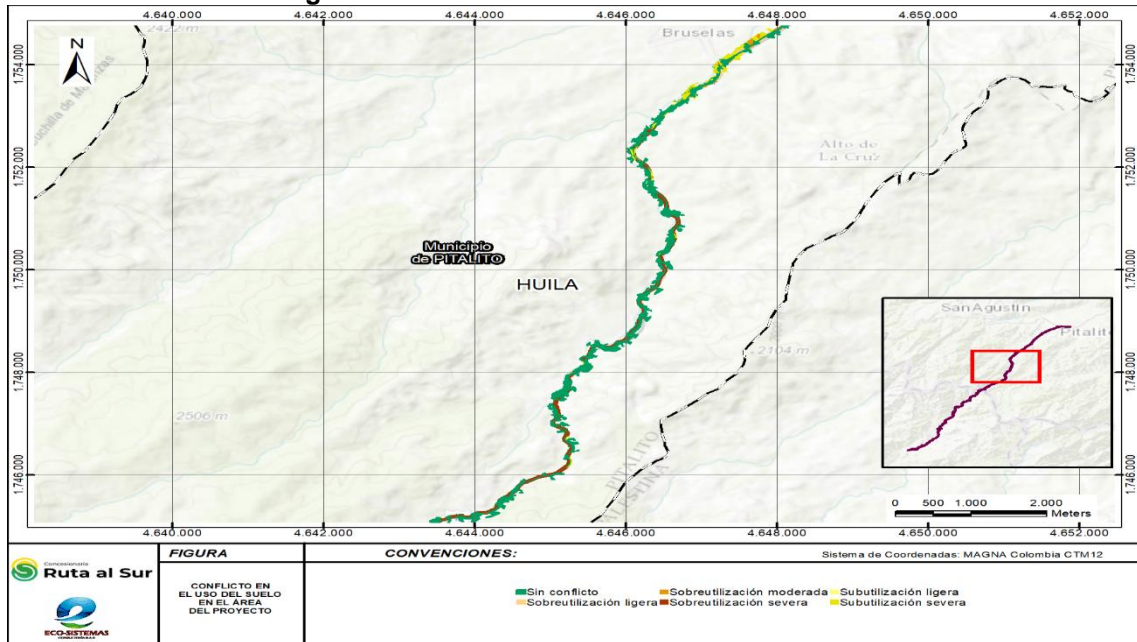 4.640.000 4.642.000 4.644.000 4.646.000 4.648.000 4.650.000 4.652.000
2422 m
Bruselas
N
1.754.000
1.754.000
Alto de
La Cruz
1.752.000
1.752.000
Municipio
de PITALITO
HUILA
1.750.000
1.750.000
San Agustín
Pitalito
2104 m
1.748.000
1.748.000
2506 m
PITALITO
1.746.000
1.746.000
0 500 1.000 2.000
Meters
4.640.000 4.642.000 4.644.000 4.646.000 4.648.000 4.650.000 4.652.000
Concesionaria
Ruta al Sur
ECO-SISTEMAS
FIGURA
CONFLICTO EN
EL USO DEL SUELO
EN EL ÁREA
DEL PROYECTO
CONVENCIONES:
Sistema de Coordenadas: MAGNA Colombia CTM12
Sin conflicto Sobreutilización moderada Subutilización ligera
Sobreutilización ligera Sobreutilización severa Subutilización severa